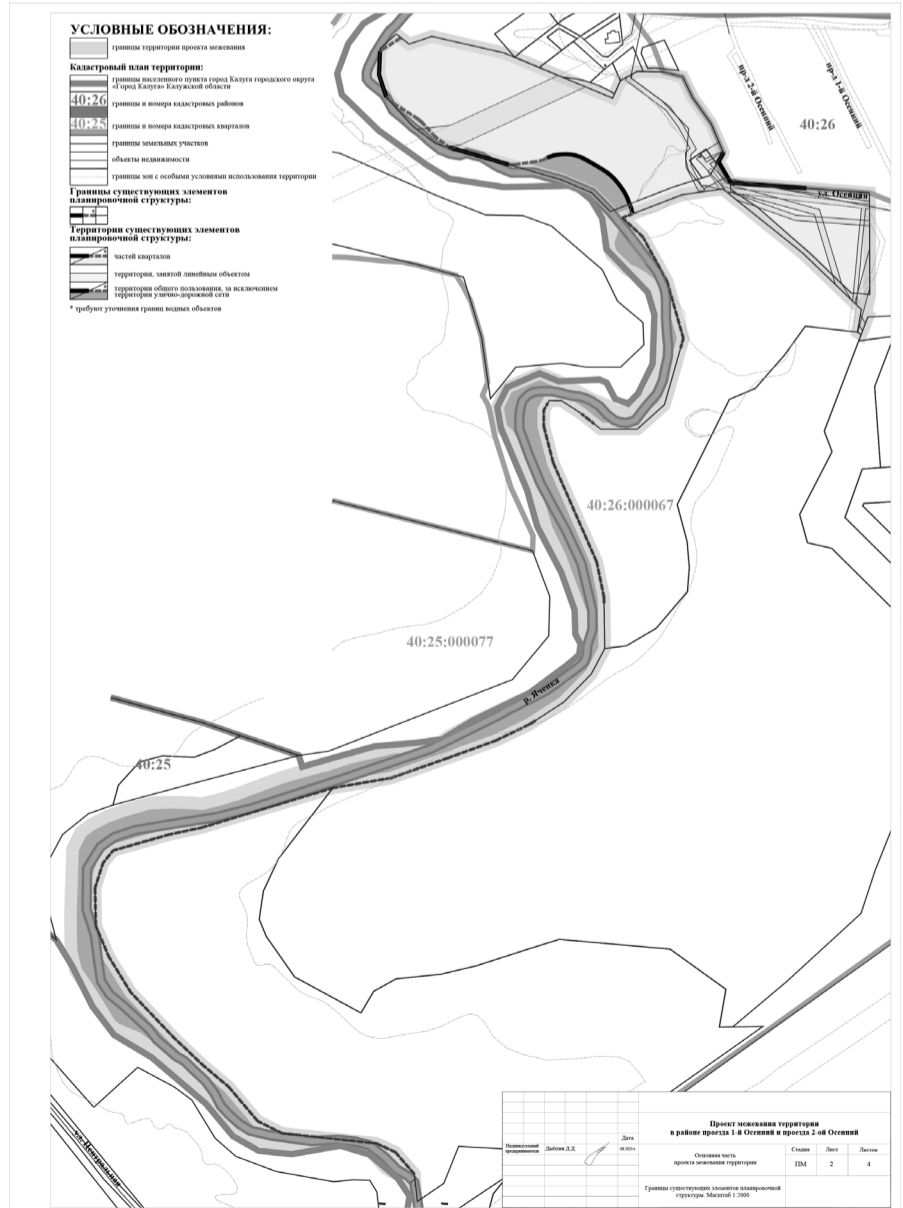 УСЛОВНЫЕ ОБОЗНАЧЕНИЯ:
границы территории проекта межевания
Кадастровый план территории:
границы населенного пункта город Калуга городского округа
«Город Калуга» Калужской области
40:26 границы и номера кадастровых районов
40:25 границы и номера кадастровых кварталов
границы земельных участков
объекты недвижимости
границы зон с особыми условиями использования территории
Границы существующих элементов
планировочной структуры:
Территории существующих элементов
планировочной структуры:
частей кварталов
территории, занятой линейным объектом
территории общего пользования, за исключением
территории улично-дорожной сети
* требуют уточнения границ водных объектов
пр-д 2-й Осенний
пр-д 1-й Осенний
40:26
ул. Осенняя
40:26:000067
40:25:000077
р. Яченка
40:25
ул. Центральная
Проект межевания территории
в районе проезда 1-й Осенний и проезда 2-ой Осенний
Дата
Индивидуальный
предприниматель
Основная часть
проекта межевания территории
Стадия Лист Листов
ПМ 2 4
Границы существующих элементов планировочной
структуры. Масштаб 1:2000